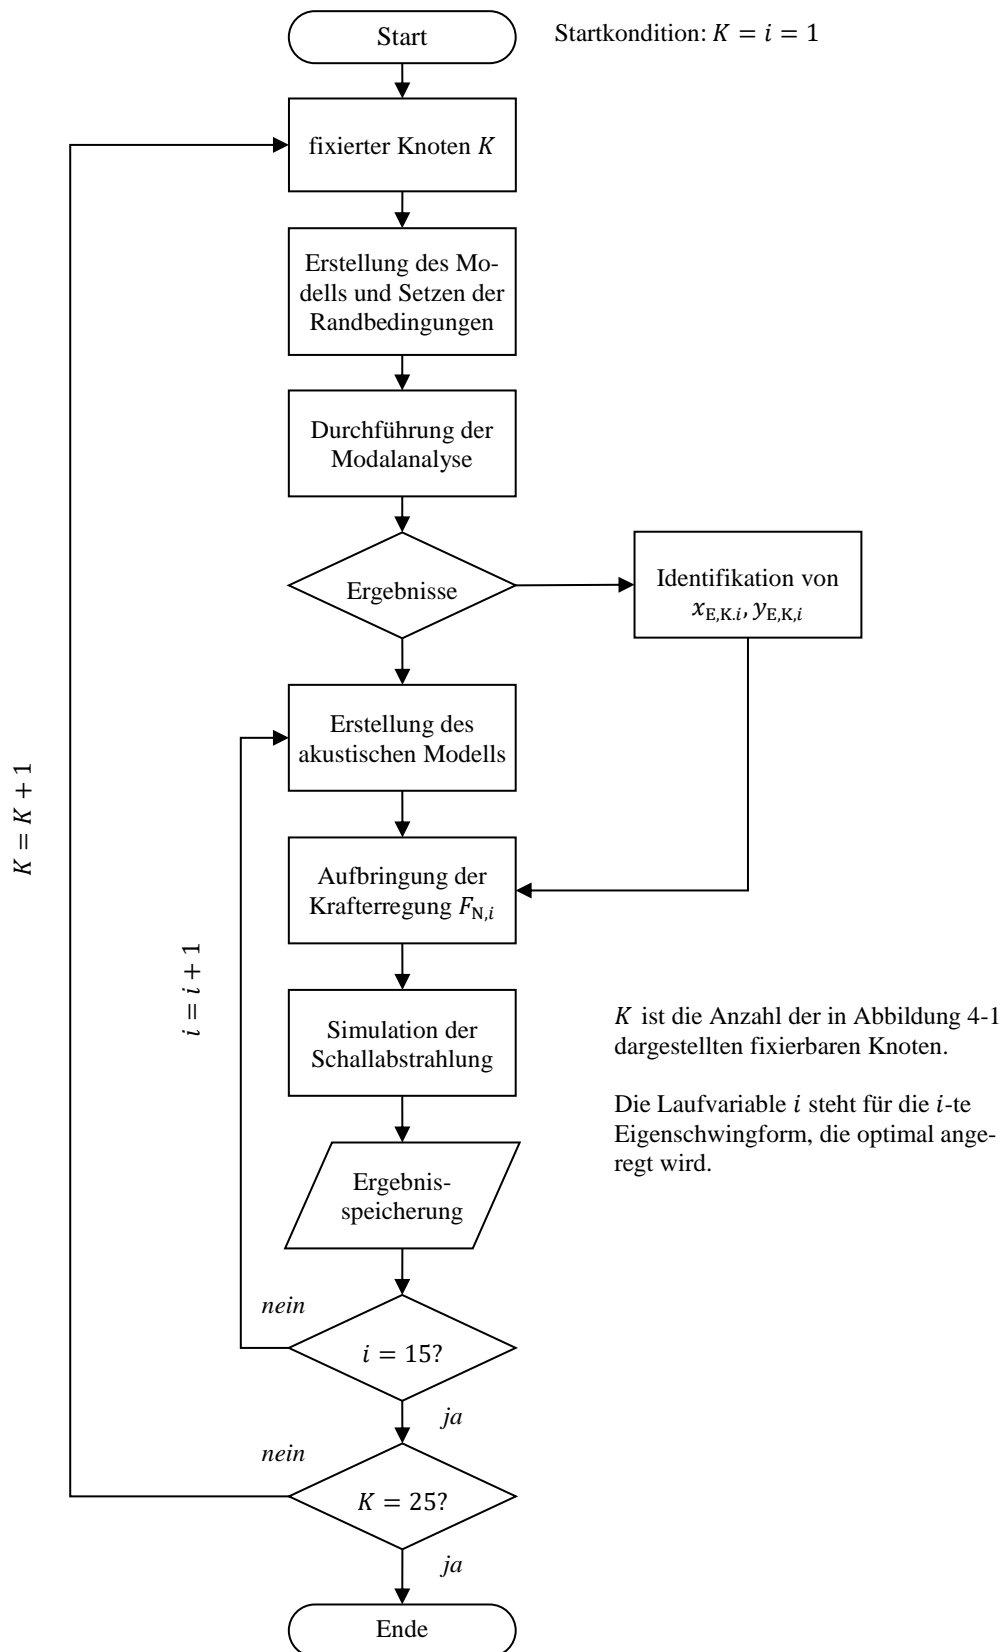 Start
Startkondition: K = i = 1
fixierter Knoten K
Erstellung des Mo-
dells und Setzen der
Randbedingungen
Durchführung der
Modalanalyse
Ergebnisse
Identifikation von
x_{E,K.i}, y_{E,K,i}
Erstellung des
akustischen Modells
K = K + 1
Aufbringung der
Krafterregung F_{N,i}
i = i + 1
Simulation der
Schallabstrahlung
K ist die Anzahl der in Abbildung 4-1
dargestellten fixierbaren Knoten.
Die Laufvariable i steht für die i-te
Eigenschwingform, die optimal ange-
regt wird.
Ergebnis-
speicherung
nein
i = 15?
ja
nein
K = 25?
ja
Ende